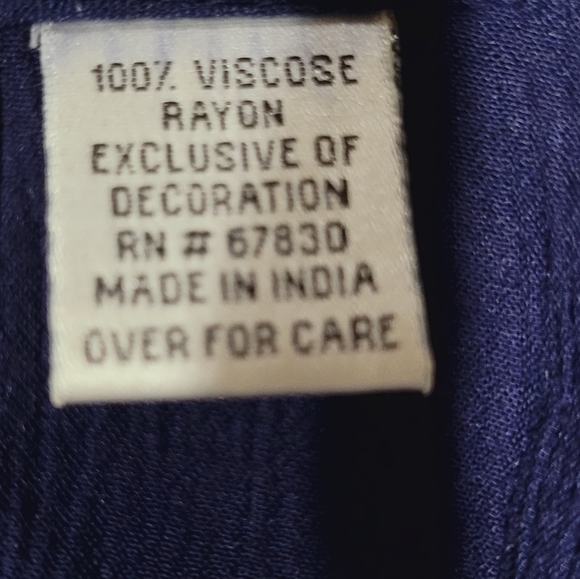 100% VISCOSE
RAYON
EXCLUSIVE OF
DECORATION
RN # 67830
MADE IN INDIA
OVER FOR CARE